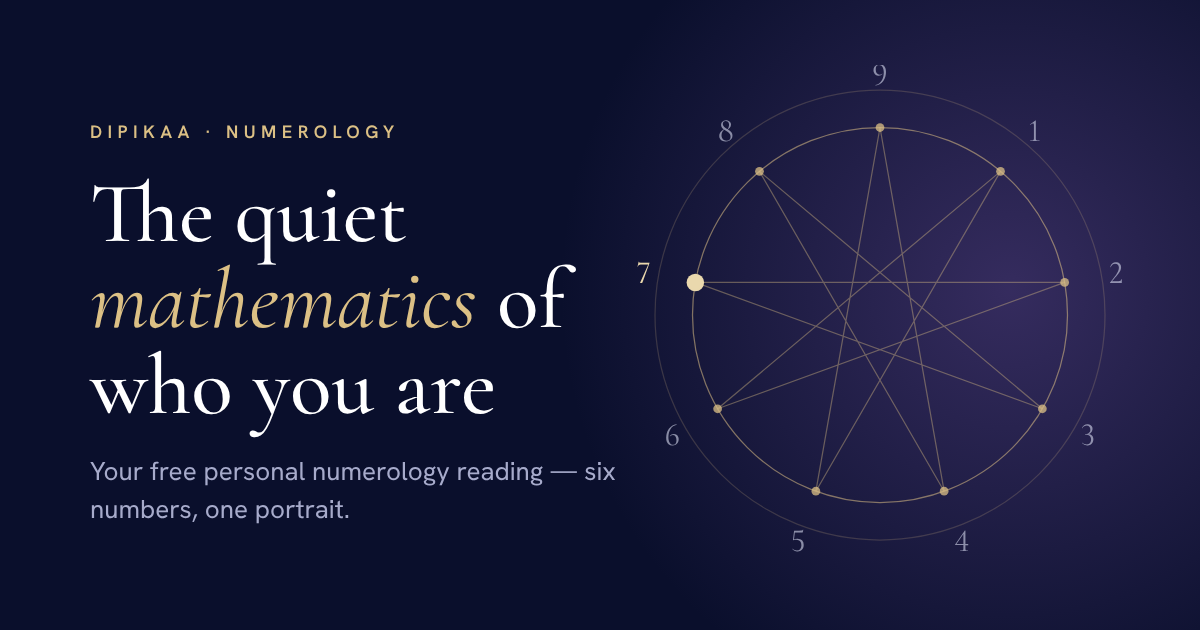 DIPIKAA · NUMEROLOGY
The quiet
mathematics of
who you are
Your free personal numerology reading — six
numbers, one portrait.
9
8
1
7
2
6
3
5
4